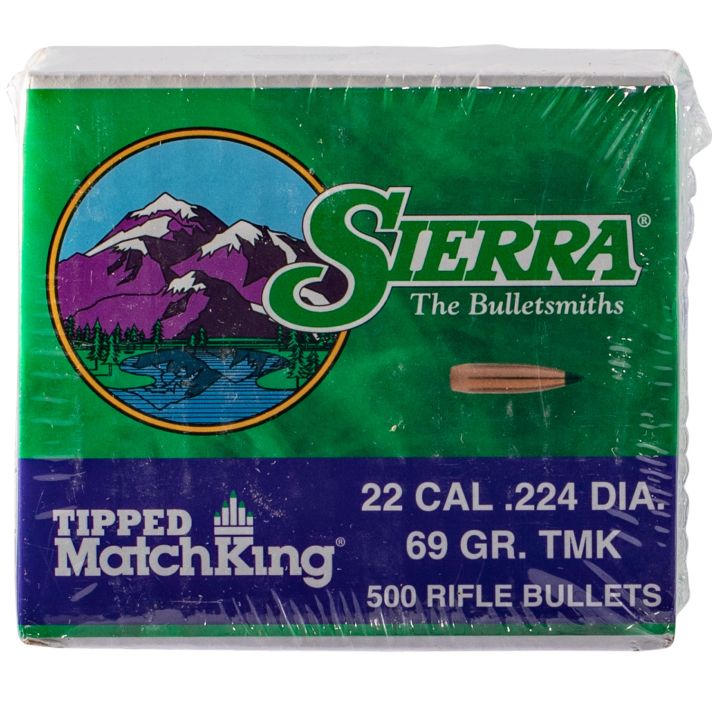 SIERRA®
The Bulletsmiths
TIPPED
MatchKing®
22 CAL .224 DIA.
69 GR. TMK
500 RIFLE BULLETS